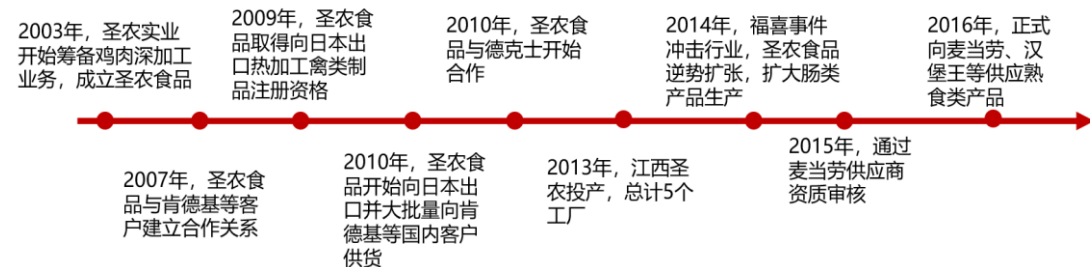 2003年，圣农实业
开始筹备鸡肉深加工
业务，成立圣农食品
2007年，圣农食
品与肯德基等客
户建立合作关系
2009年，圣农食
品取得向日本出
口热加工禽类制
品注册资格
2010年，圣农食
品开始向日本出
口并大批量向肯
德基等国内客户
供货
2010年，圣农食
品与德克士开始
合作
2013年，江西圣
农投产，总计5个
工厂
2014年，福喜事件
冲击行业，圣农食品
逆势扩张，扩大肠类
产品生产
2015年，通过
麦当劳供应商
资质审核
2016年，正式
向麦当劳、汉
堡王等供应熟
食类产品